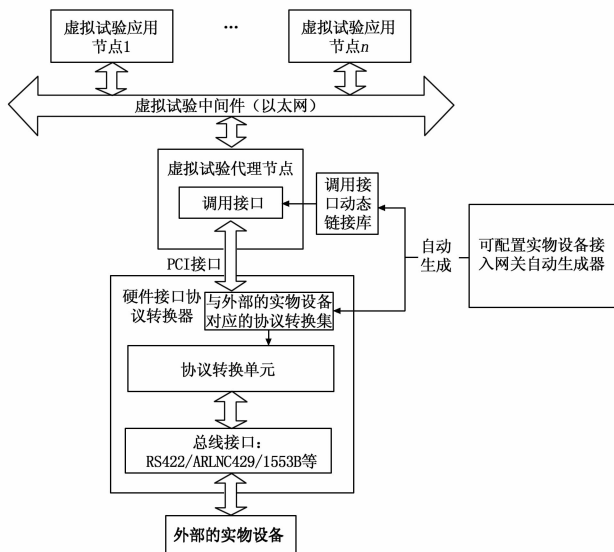 虚拟试验应用
节点1
...
虚拟试验应用
节点n
虚拟试验中间件（以太网）
虚拟试验代理节点
调用接口
调用接
口动态
链接库
自动
生成
可配置实物设备接
入网关自动生成器
PCI接口
硬件接口协
议转换器
与外部的实物设备
对应的协议转换集
协议转换单元
总线接口：
RS422/ARLNC429/1553B等
外部的实物设备